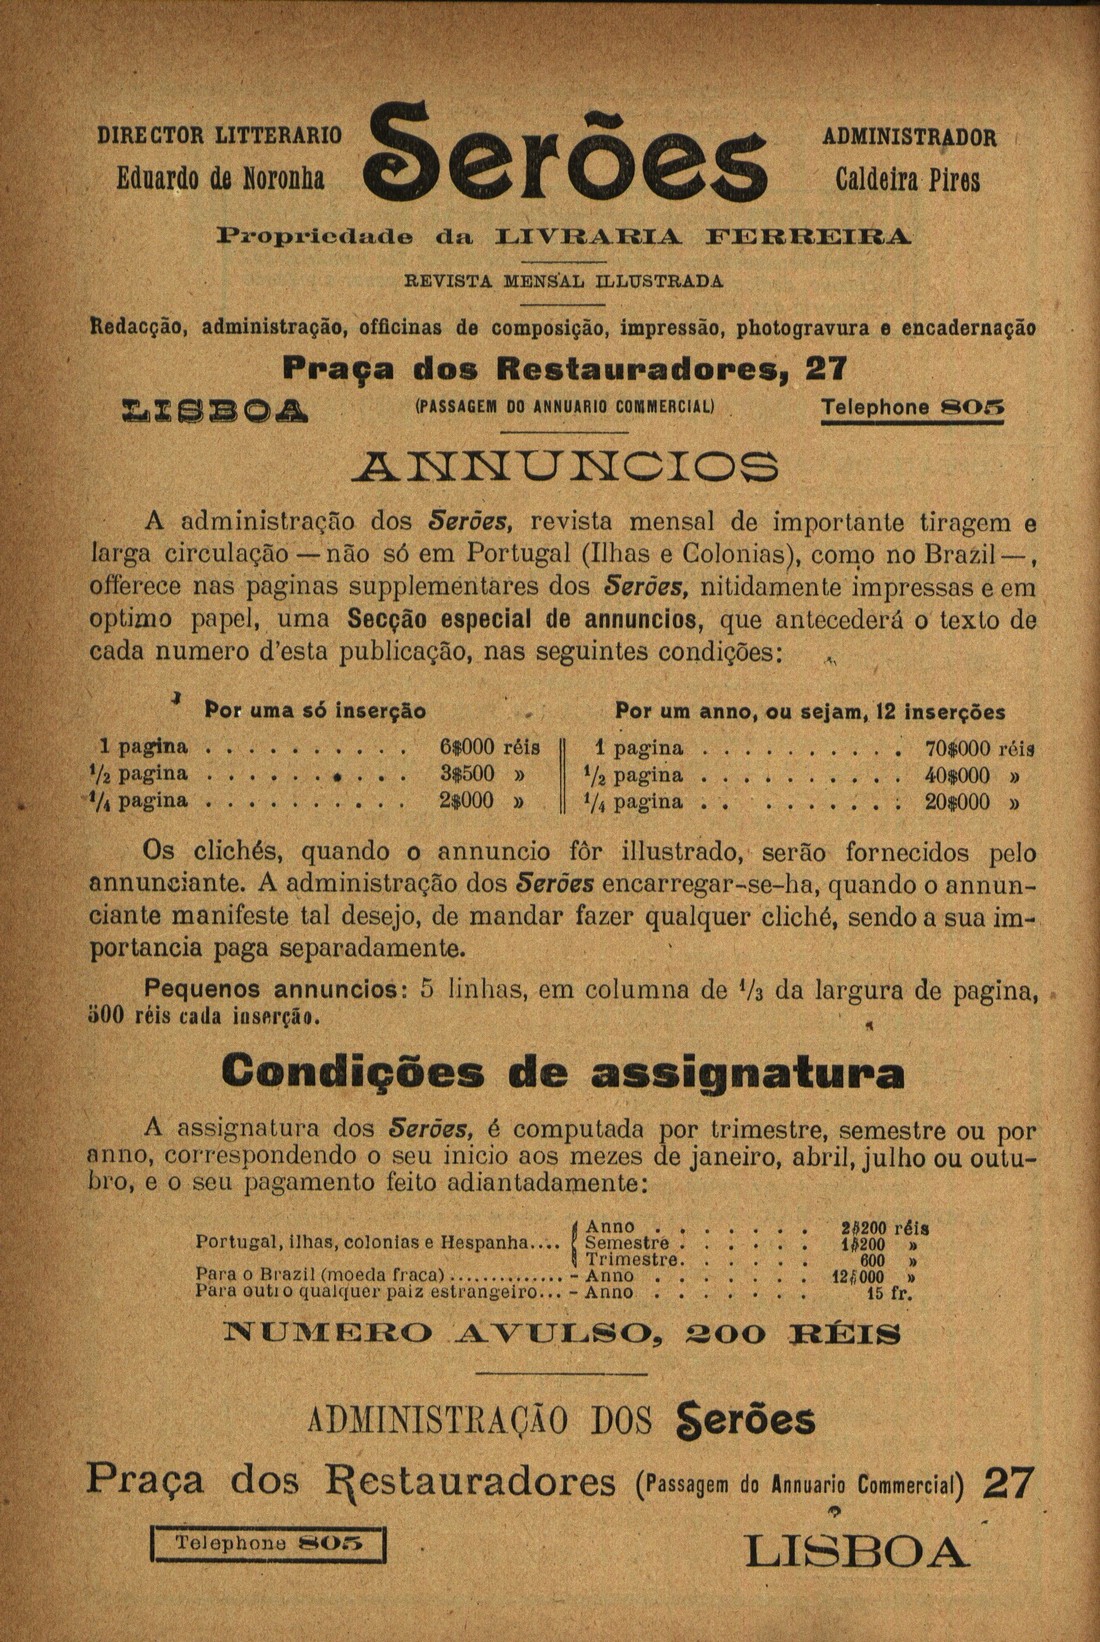 DIRECTOR LITTERARIO
Eduardo de Noronha
Serões
ADMINISTRADOR
Caldeira Pires
Propriedade da LIVRARIA FERREIRA
REVISTA MENSAL ILLUSTRADA
Redacção, administração, officinas de composição, impressão, photogravura e encadernação
Praça dos Restauradores, 27
LISBOA (PASSAGEM DO ANNUARIO COMMERCIAL) Telephone 805
ANNUNCIOS
A administração dos Serões, revista mensal de importante tiragem e
larga circulação — não só em Portugal (Ilhas e Colonias), como no Brazil —,
offerece nas paginas supplementares dos Serões, nitidamente impressas e em
optimo papel, uma Secção especial de annuncios, que antecederá o texto de
cada numero d'esta publicação, nas seguintes condições:
Por uma só inserção
1 pagina . . . . . . . . . . 6$000 réis
1/2 pagina . . . . . . . . . . 3$500 »
1/4 pagina . . . . . . . . . . 2$000 »
Por um anno, ou sejam, 12 inserções
1 pagina . . . . . . . . . . 70$000 réis
1/2 pagina . . . . . . . . . . 40$000 »
1/4 pagina . . . . . . . . . 20$000 »
Os clichés, quando o annuncio fôr illustrado, serão fornecidos pelo
annunciante. A administração dos Serões encarregar-se-ha, quando o annun-
ciante manifeste tal desejo, de mandar fazer qualquer cliché, sendo a sua im-
portancia paga separadamente.
Pequenos annuncios: 5 linhas, em columna de 1/3 da largura de pagina,
500 réis cada inserção.
Condições de assignatura
A assignatura dos Serões, é computada por trimestre, semestre ou por
anno, correspondendo o seu inicio aos mezes de janeiro, abril, julho ou outu-
bro, e o seu pagamento feito adiantadamente:
Portugal, ilhas, colonias e Hespanha....
Anno . . . . . . . 2$200 réis
Semestre . . . . . . 1$200 »
Trimestre. . . . . . 600 »
Para o Brazil (moeda fraca) .............. - Anno . . . . . . . 12$000 »
Para outro qualquer paiz estrangeiro... - Anno . . . . . . . 15 fr.
NUMERO AVULSO, 200 RÉIS
ADMINISTRAÇÃO DOS Serões
Praça dos Restauradores (Passagem do Annuario Commercial) 27
Telephone 805 LISBOA